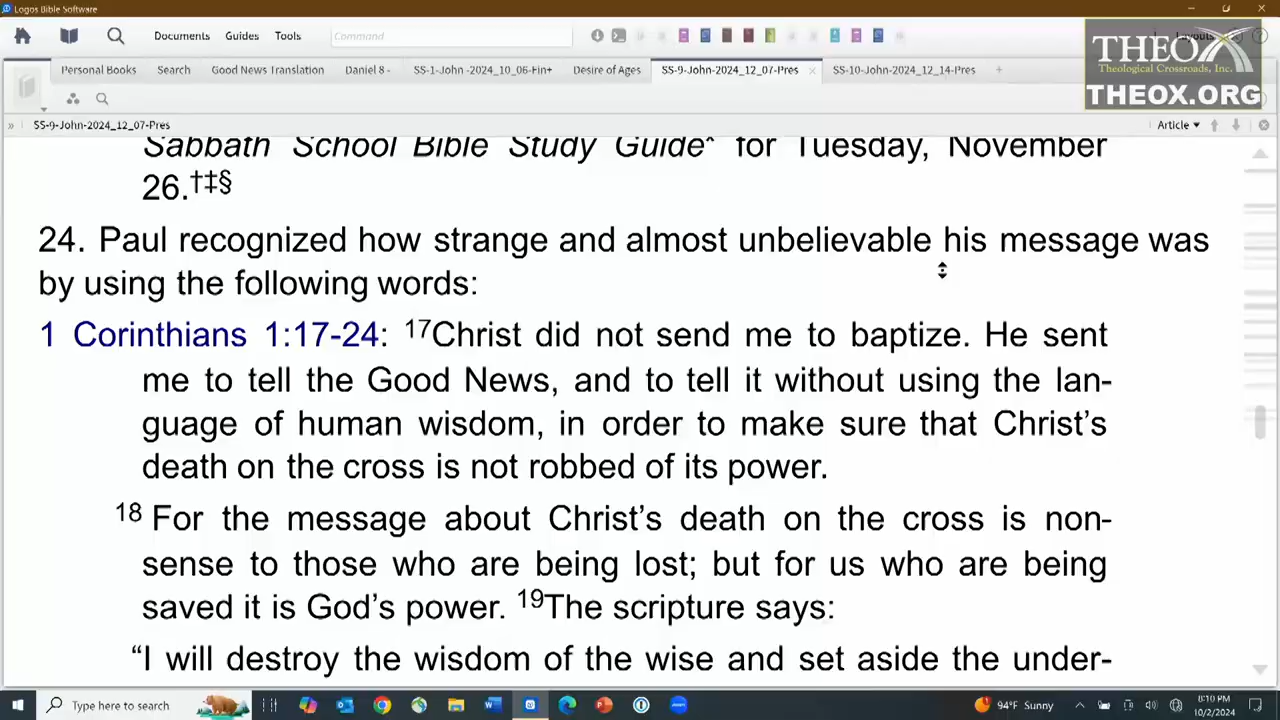 Logos Bible Software
Documents Guides Tools Command
Layouts
THEOX
Theological Crossroads, Inc.
THEOX.ORG
Personal Books Search Good News Translation Daniel 8- Desire of Ages SS-9-John-2024_12_07-Pres SS-10-John-2024_12_14-Pres +
» SS-9-John-2024_12_07-Pres Article
Sabbath School Bible Study Guide* for Tuesday, November
26.†‡§
24. Paul recognized how strange and almost unbelievable his message was
by using the following words:
1 Corinthians 1:17-24: 17Christ did not send me to baptize. He sent
me to tell the Good News, and to tell it without using the lan-
guage of human wisdom, in order to make sure that Christ's
death on the cross is not robbed of its power.
18 For the message about Christ's death on the cross is non-
sense to those who are being lost; but for us who are being
saved it is God's power. 19The scripture says:
“I will destroy the wisdom of the wise and set aside the under-
Type here to search 94°F Sunny 8:10 PM
10/2/2024